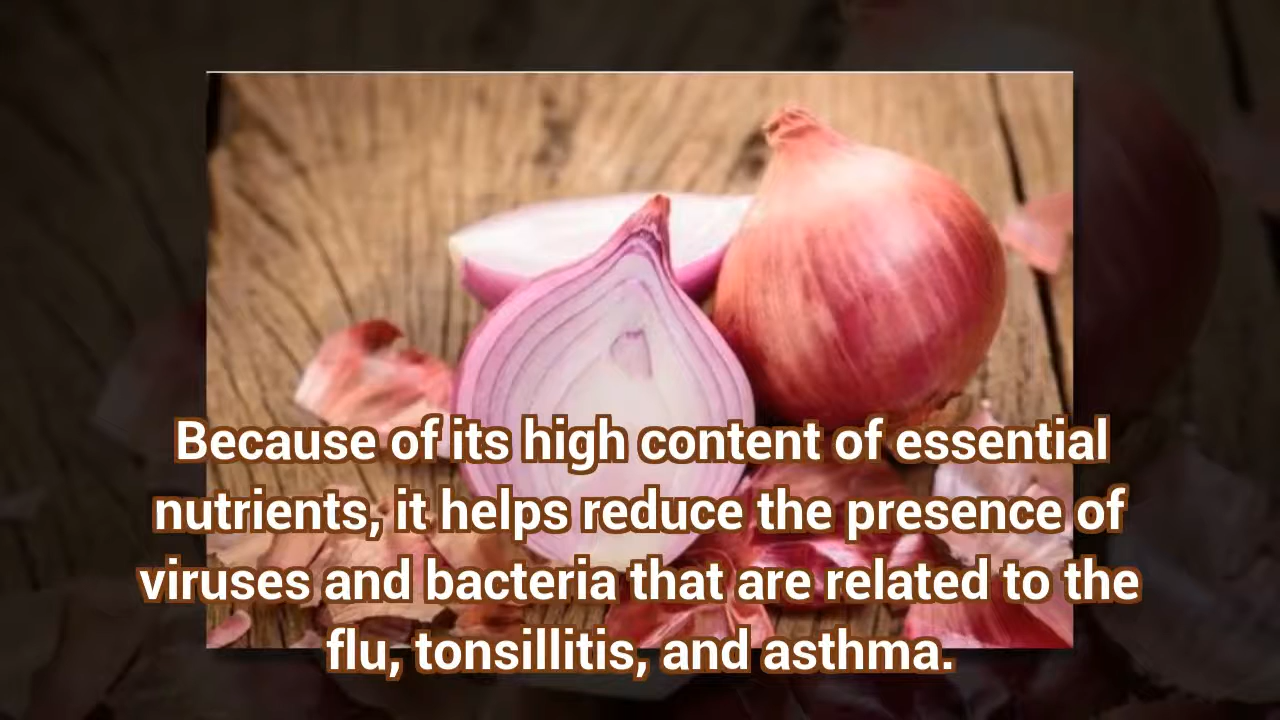 Because of its high content of essential
nutrients, it helps reduce the presence of
viruses and bacteria that are related to the
flu, tonsillitis, and asthma.